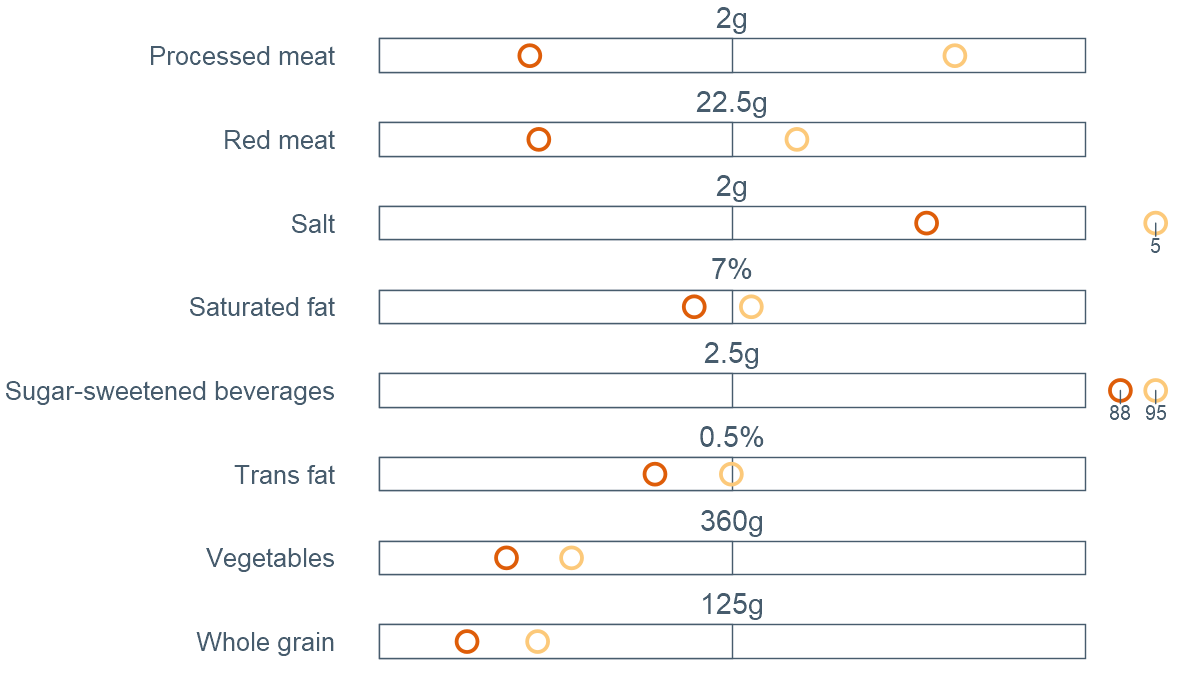 2g
Processed meat
22.5g
Red meat
2g
Salt
5
7%
Saturated fat
2.5g
Sugar-sweetened beverages
88 95
0.5%
Trans fat
360g
Vegetables
125g
Whole grain